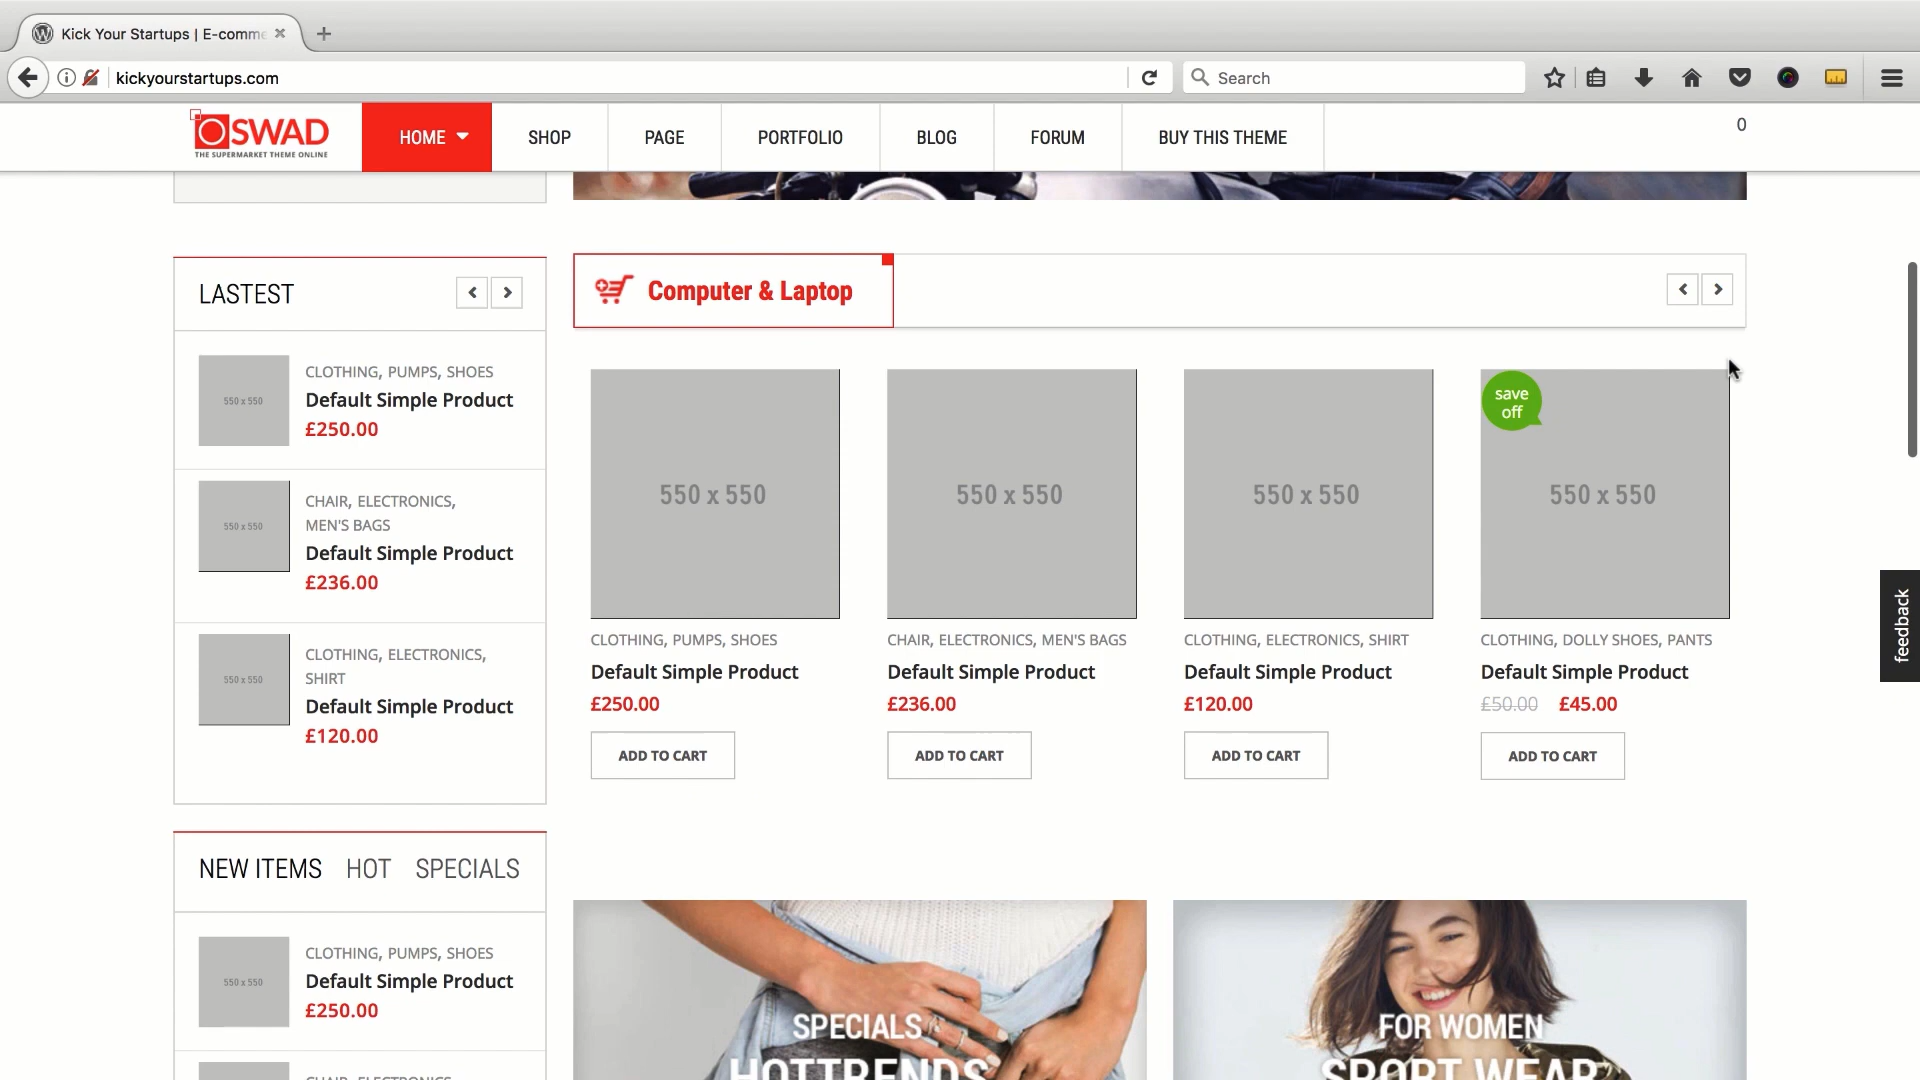 Kick Your Startups | E-comme
kickyourstartups.com
Search
OSWAD
THE SUPERMARKET THEME ONLINE
HOME
SHOP
PAGE
PORTFOLIO
BLOG
FORUM
BUY THIS THEME
0
LASTEST
CLOTHING, PUMPS, SHOES
Default Simple Product
£250.00
CHAIR, ELECTRONICS,
MEN'S BAGS
Default Simple Product
£236.00
CLOTHING, ELECTRONICS,
SHIRT
Default Simple Product
£120.00
550 x 550
550 x 550
550 x 550
Computer & Laptop
550 x 550
CLOTHING, PUMPS, SHOES
Default Simple Product
£250.00
ADD TO CART
550 x 550
CHAIR, ELECTRONICS, MEN'S BAGS
Default Simple Product
£236.00
ADD TO CART
550 x 550
CLOTHING, ELECTRONICS, SHIRT
Default Simple Product
£120.00
ADD TO CART
save
off
550 x 550
CLOTHING, DOLLY SHOES, PANTS
Default Simple Product
£50.00 £45.00
ADD TO CART
feedback
NEW ITEMS HOT SPECIALS
550 x 550
CLOTHING, PUMPS, SHOES
Default Simple Product
£250.00
CHAIR, ELECTRONICS
SPECIALS
HOTTRENDS
FOR WOMEN
SPORT WEAR